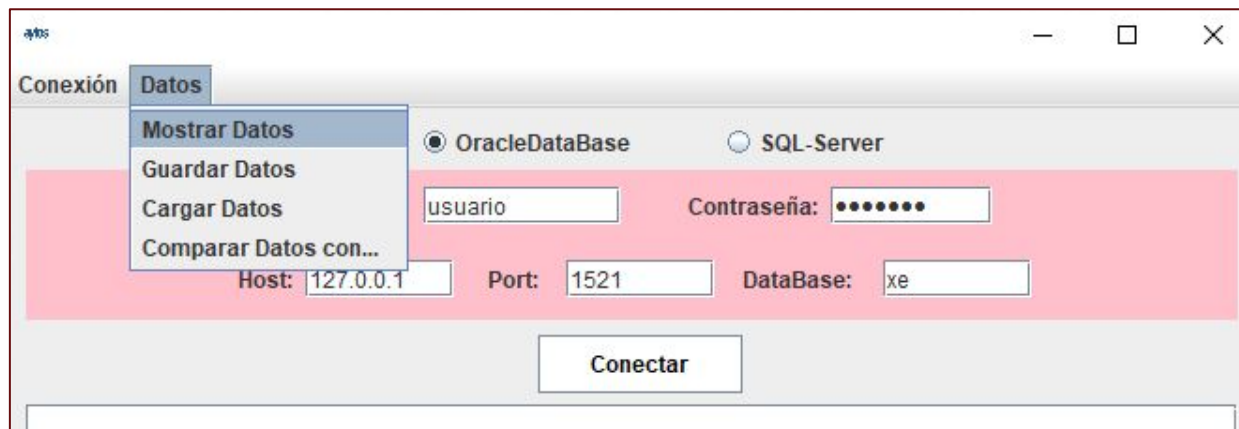 aytos
Conexión Datos
Mostrar Datos
OracleDataBase SQL-Server
Guardar Datos
Cargar Datos
usuario Contraseña: •••••••
Comparar Datos con...
Host: 127.0.0.1 Port: 1521 DataBase: xe
Conectar